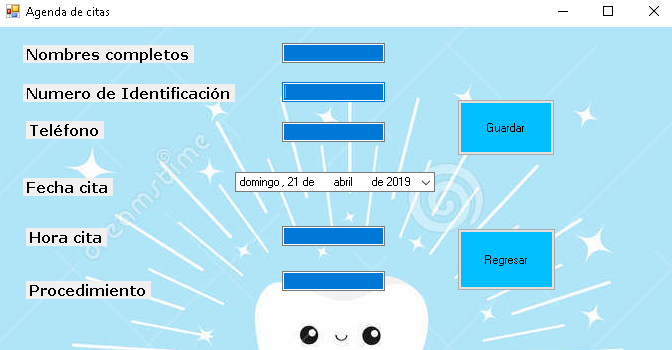 Agenda de citas
Nombres completos
Numero de Identificación
Teléfono
Guardar
Fecha cita
domingo , 21 de abril de 2019
Hora cita
Regresar
Procedimiento
dreamstime